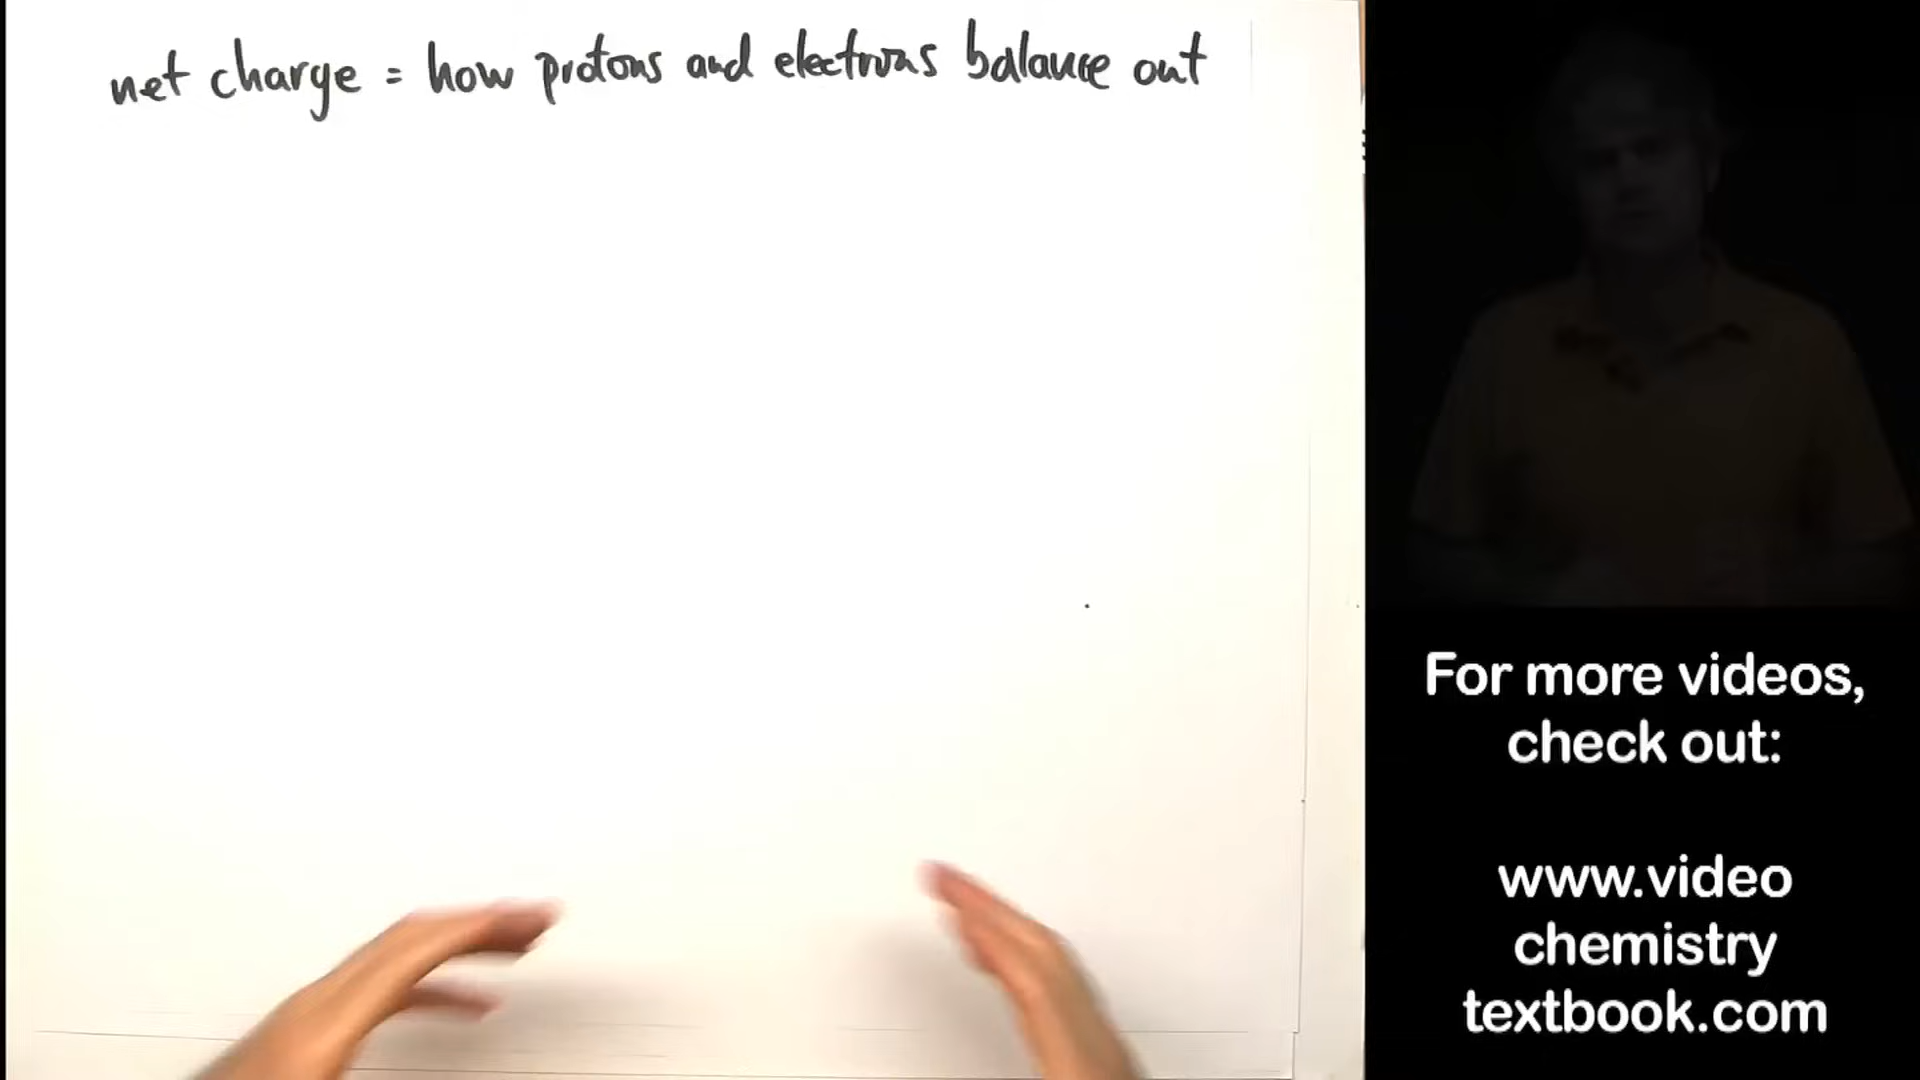 net charge = how protons and electrons balance out
For more videos,
check out:
www.video
chemistry
textbook.com